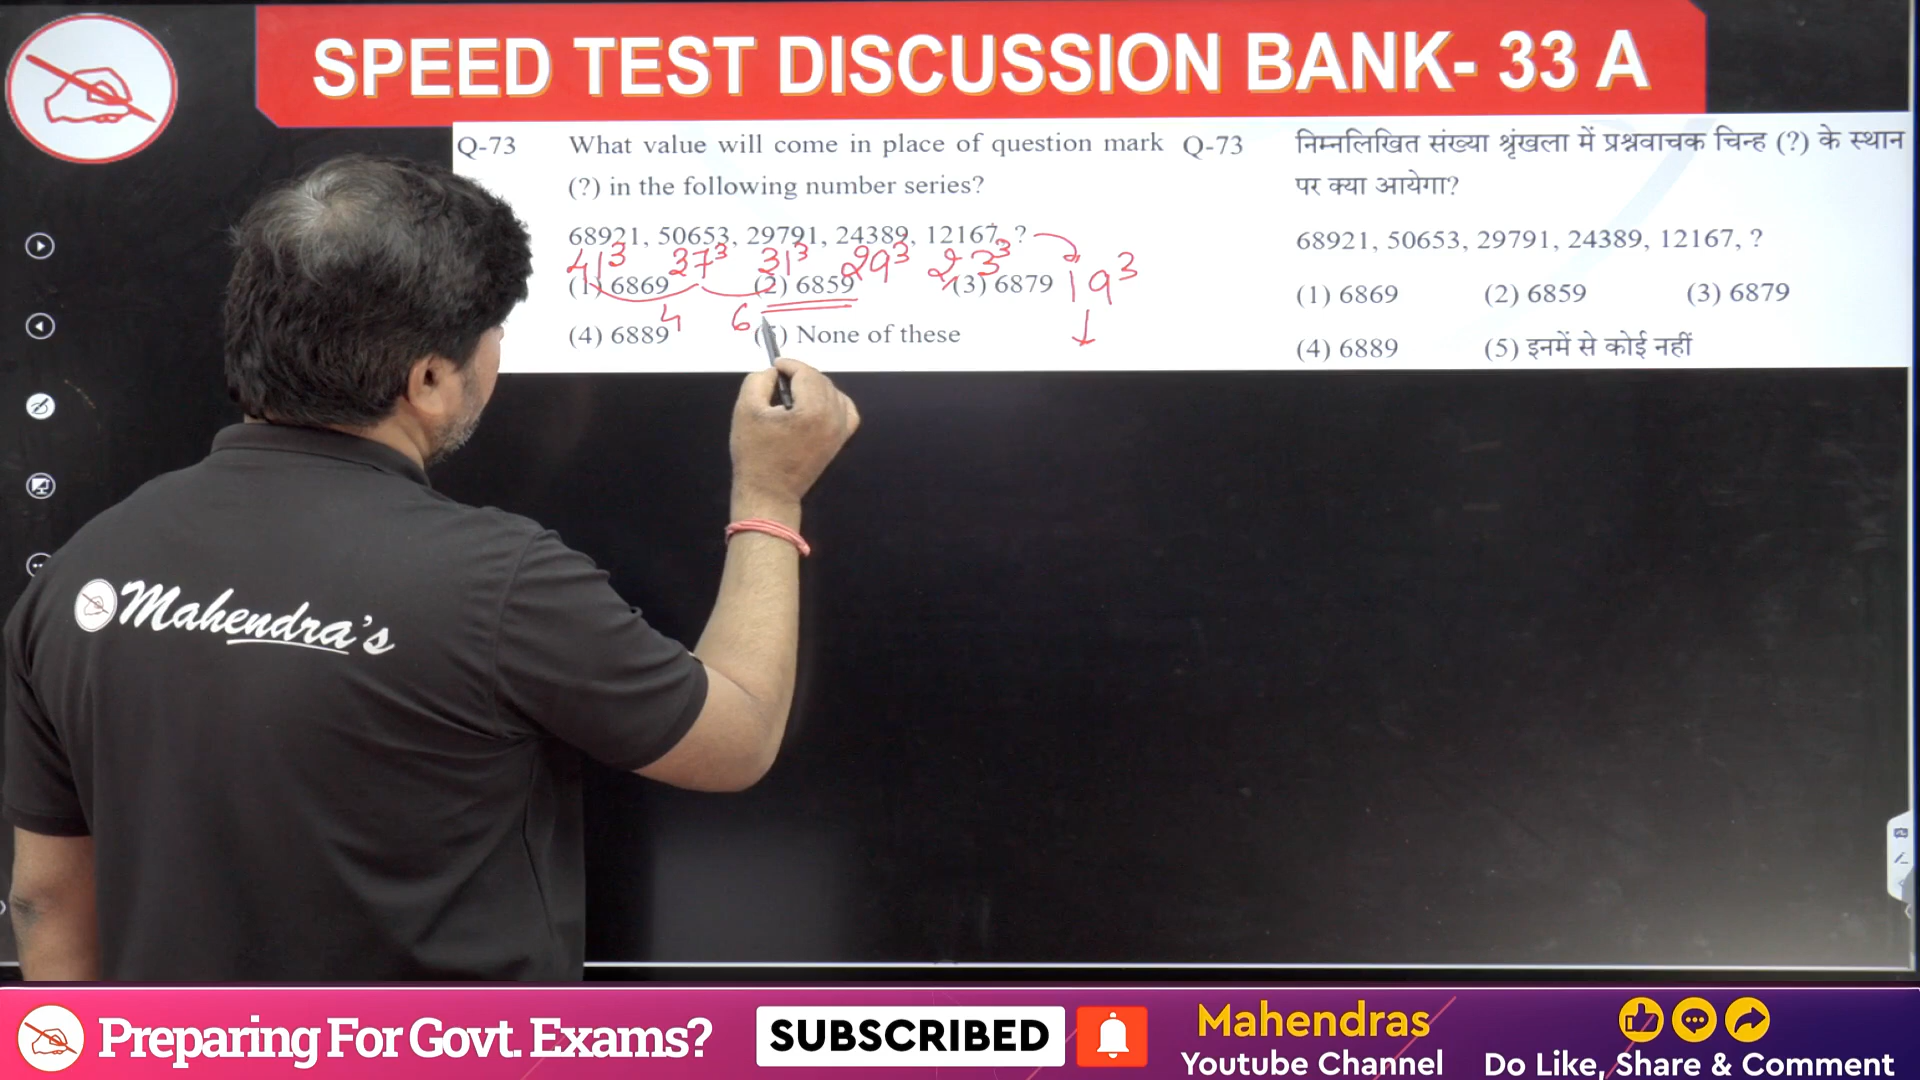 SPEED TEST DISCUSSION BANK- 33 A
Q-73 What value will come in place of question mark
(?) in the following number series?
68921, 50653, 29791, 24389, 12167, ?
41³ 37³ 31³ 29³ 23³ 19³
(1) 6869 (2) 6859 (3) 6879
4 6
(4) 6889 (5) None of these
Q-73 निम्नलिखित संख्या श्रृंखला में प्रश्नवाचक चिन्ह (?) के स्थान
पर क्या आयेगा?
68921, 50653, 29791, 24389, 12167, ?
(1) 6869 (2) 6859 (3) 6879
(4) 6889 (5) इनमें से कोई नहीं
Mahendra's
Preparing For Govt. Exams?
SUBSCRIBED
Mahendras
Youtube Channel
Do Like, Share & Comment